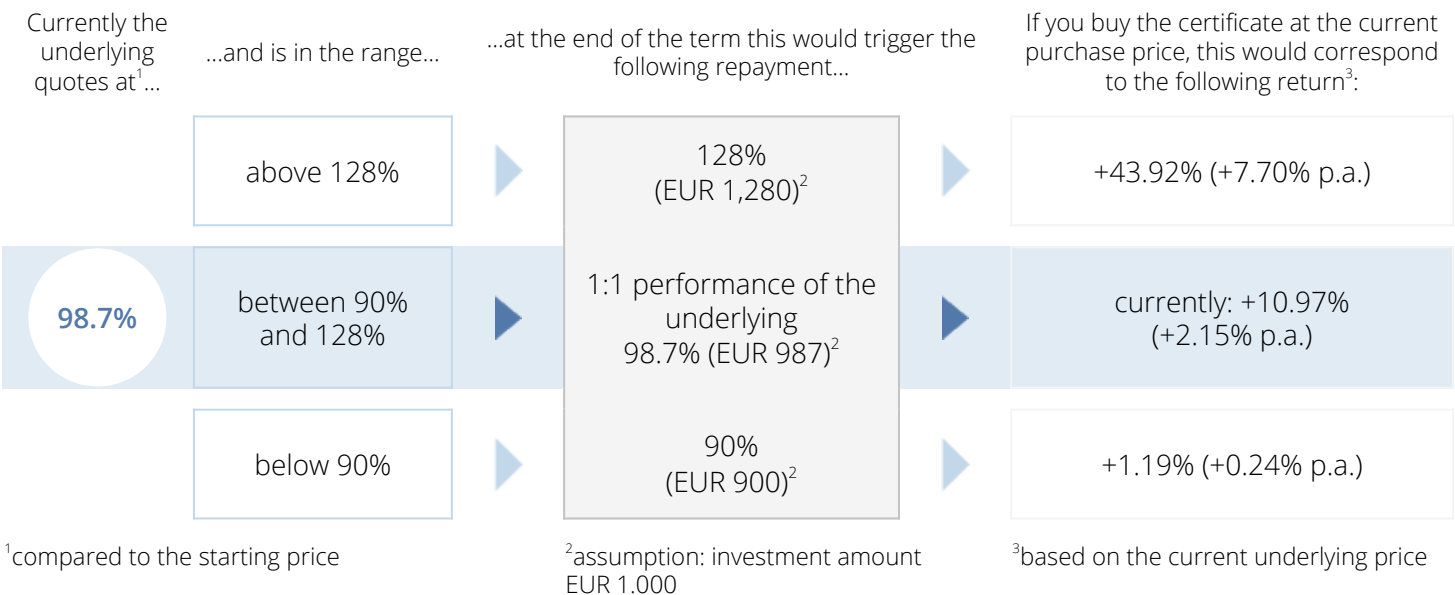 Currently the
underlying
quotes at¹...
...and is in the range...
...at the end of the term this would trigger the
following repayment...
If you buy the certificate at the current
purchase price, this would correspond
to the following return³:
above 128%
128%
(EUR 1,280)²
+43.92% (+7.70% p.a.)
98.7%
between 90%
and 128%
1:1 performance of the
underlying
98.7% (EUR 987)²
currently: +10.97%
(+2.15% p.a.)
below 90%
90%
(EUR 900)²
+1.19% (+0.24% p.a.)
¹compared to the starting price
²assumption: investment amount
EUR 1.000
³based on the current underlying price